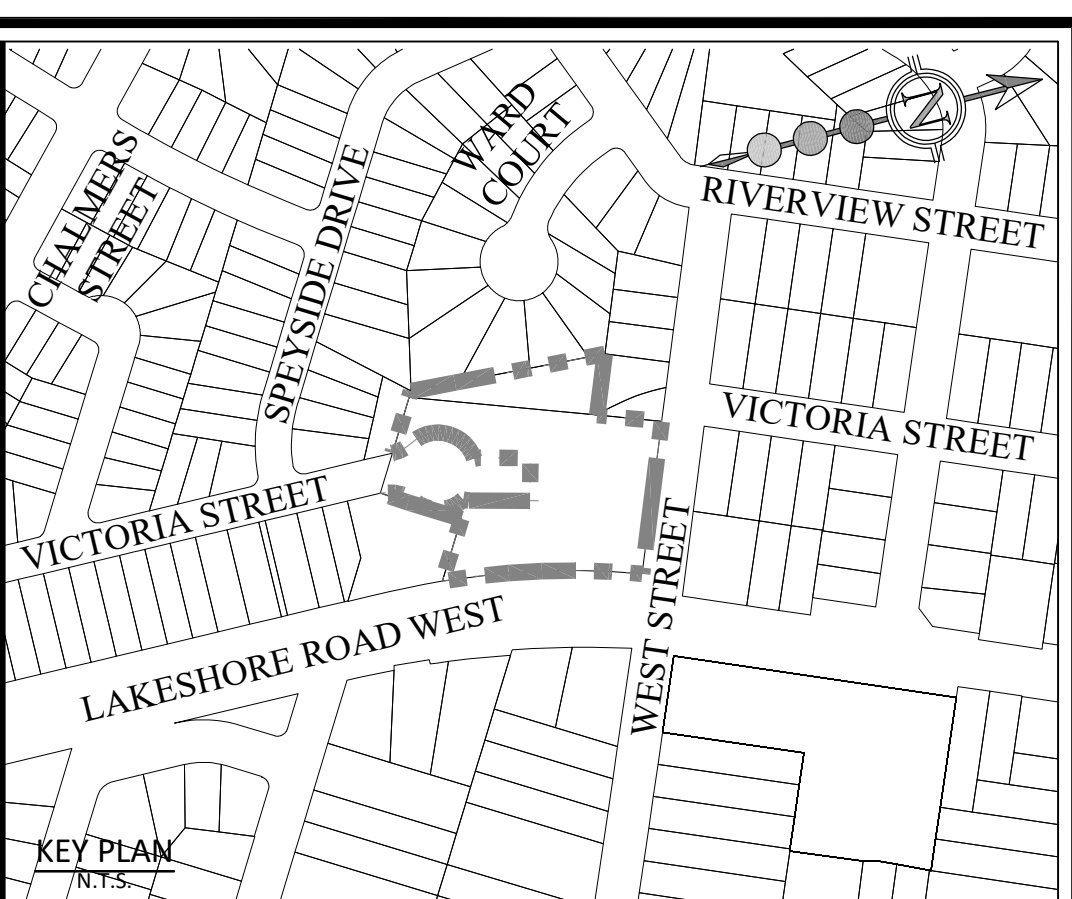 WARD
COURT
N
CHALMERS
STREET
SPEYSIDE DRIVE
RIVERVIEW STREET
VICTORIA STREET
VICTORIA STREET
WEST STREET
LAKESHORE ROAD WEST
KEY PLAN
N.T.S.